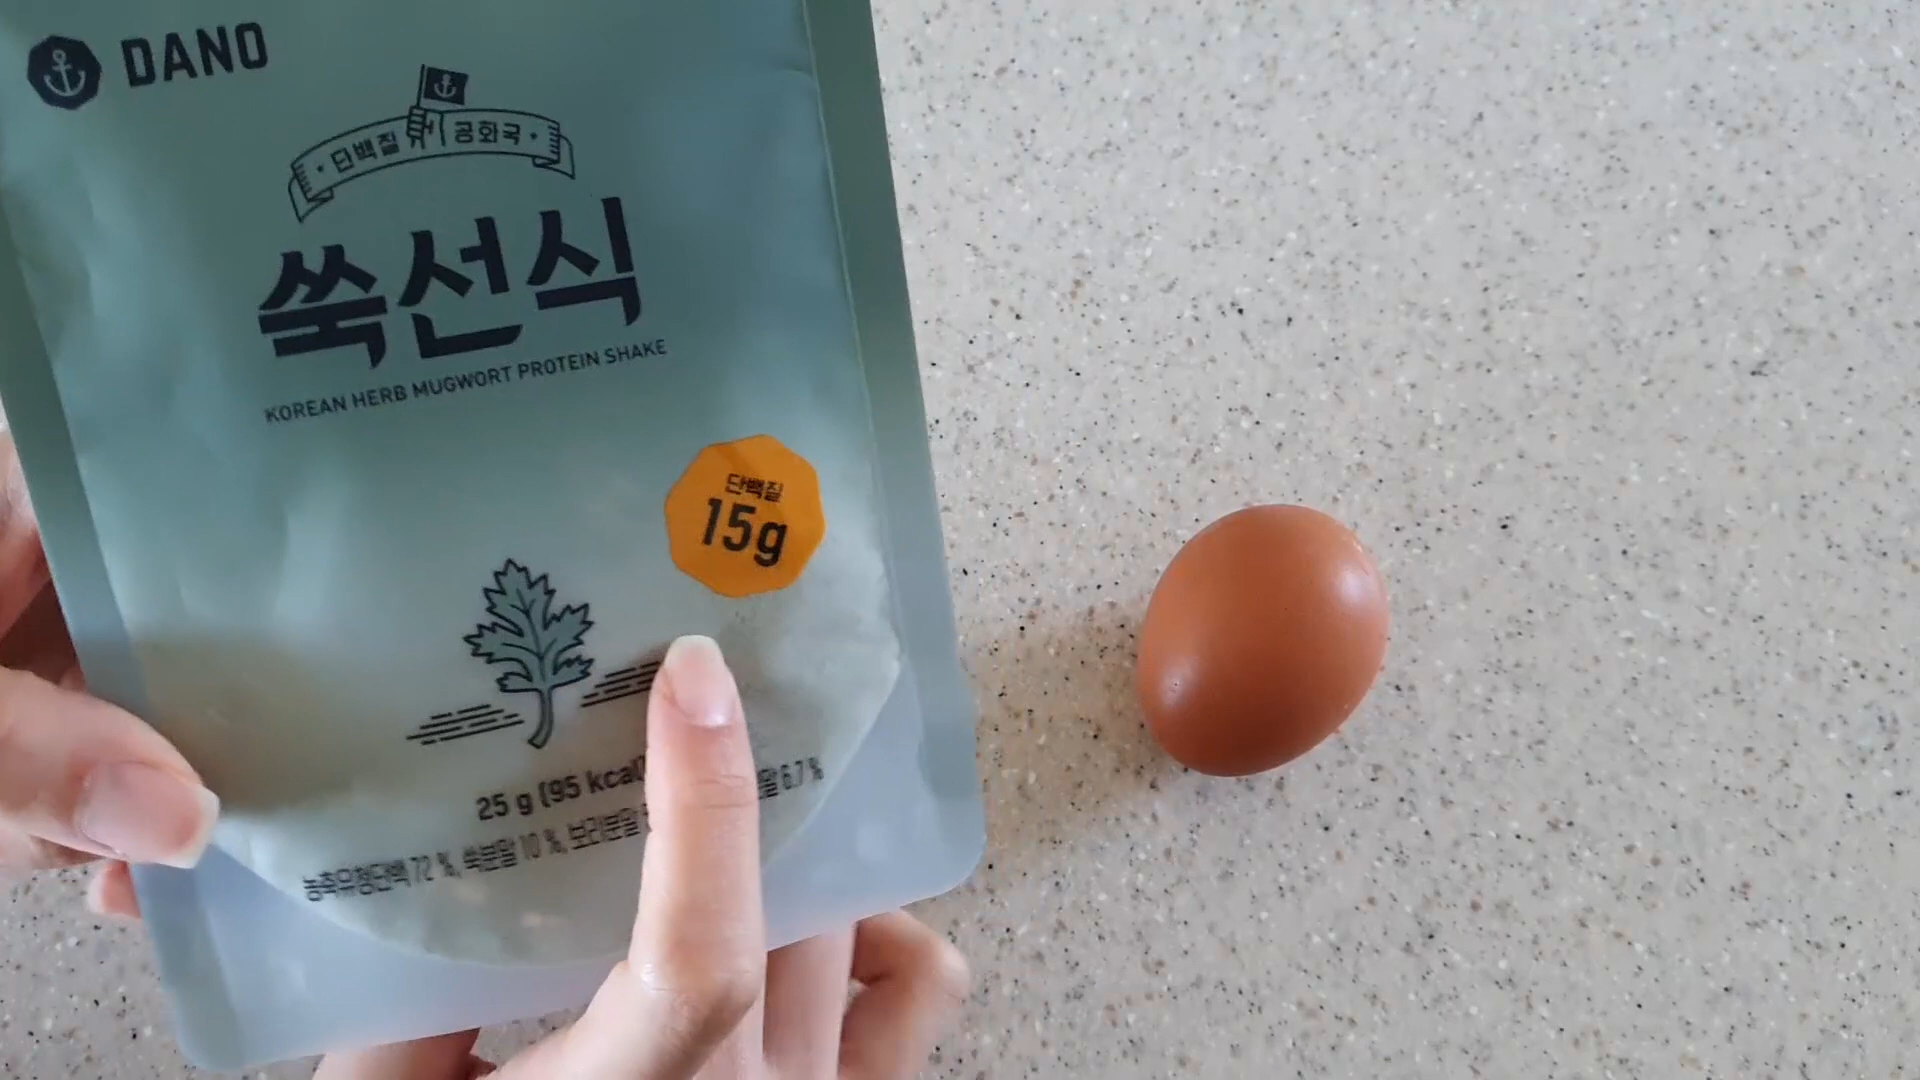 DANO
단백질 공화국
쑥선식
KOREAN HERB MUGWORT PROTEIN SHAKE
단백질
15g
25 g (95 kcal)
농축유청단백 72 %, 쑥분말 10 %, 보리분말 6.7 %